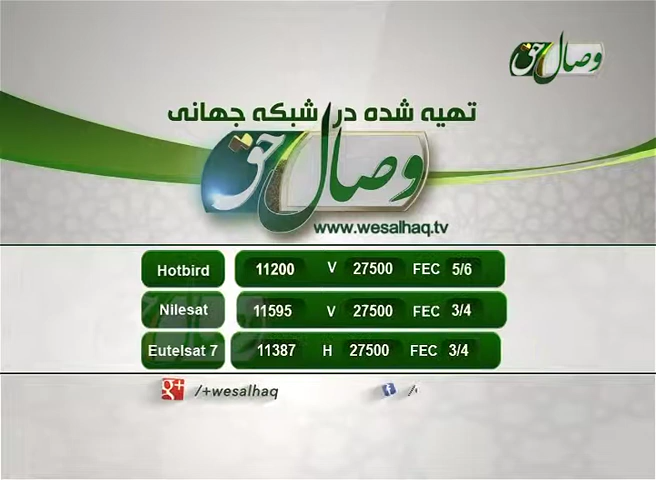 وصال حق
تهیه شده در شبکه جهانی
وصال حق
www.wesalhaq.tv
Hotbird 11200 V 27500 FEC 5/6
Nilesat 11595 V 27500 FEC 3/4
Eutelsat 7 11387 H 27500 FEC 3/4
/+wesalhaq